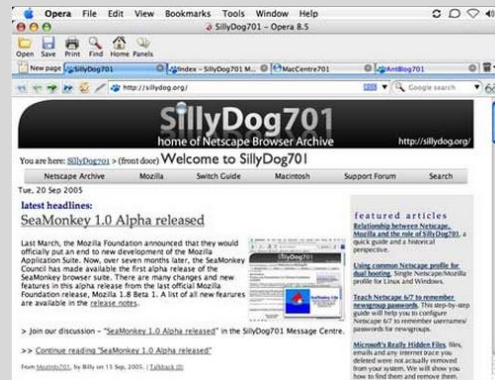 Opera File Edit View Bookmarks Tools Window Help
SillyDog701 - Opera 8.5
Open Save Print Find Home Panels
New page SillyDog701 Index - SillyDog701 M... MacCentre701 AntBlog701
http://sillydog.org/ Google search
SillyDog701
home of Netscape Browser Archive http://sillydog.org/
You are here: SillyDog701 > (front door) Welcome to SillyDog701
Netscape Archive Mozilla Switch Guide Macintosh Support Forum Search
Tue, 20 Sep 2005
latest headlines:
SeaMonkey 1.0 Alpha released
Last March, the Mozilla Foundation announced that they would
officially put an end to new development of the Mozilla
Application Suite. Now, over seven months later, the SeaMonkey
Council has made available the first alpha release of the
SeaMonkey browser suite. There are many changes and new
features in this alpha release from the last official Mozilla
Foundation release, Mozilla 1.8 Beta 1. A list of all new features
are available in the release notes.
> Join our discussion - "SeaMonkey 1.0 Alpha released" in the SillyDog701 Message Centre.
>> Continue reading "SeaMonkey 1.0 Alpha released"
From MozInfo701, by Billy on 15 Sep, 2005. | Talkback (0)
featured articles
Relationship between Netscape,
Mozilla and the role of SillyDog701, a
quick guide and a historical
perspective.
Using common Netscape profile for
dual booting. Single Netscape/Mozilla
profile for Linux and Windows.
Teach Netscape 6/7 to remember
newsgroup passwords. This step-by-step
guide will help you to configure
Netscape 6/7 to remember usernames/
passwords for newsgroups.
Microsoft's Really Hidden Files. files,
emails and any internet trace you
deleted were not actually removed
from your system. We will show you
how to find them and remove them.